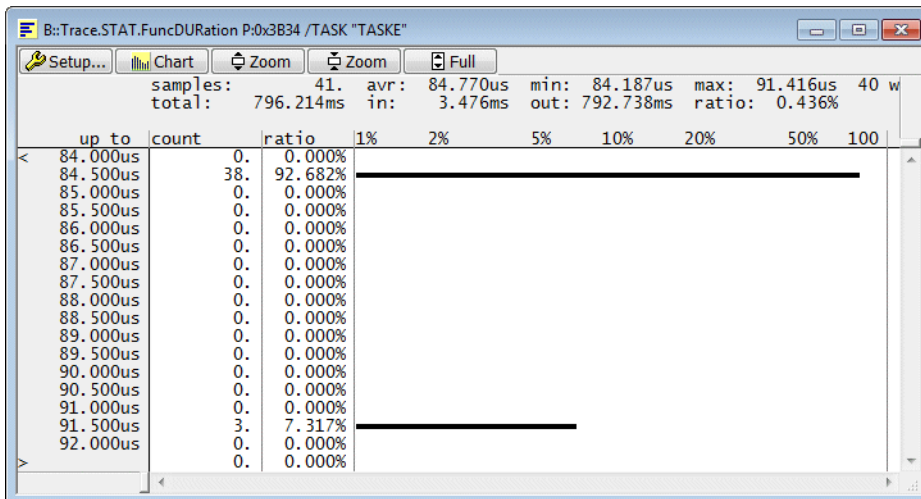 B::Trace.STAT.FuncDURation P:0x3B34 /TASK "TASKE"
Setup... Chart Zoom Zoom Full
samples: 41. avr: 84.770us min: 84.187us max: 91.416us 40 w
total: 796.214ms in: 3.476ms out: 792.738ms ratio: 0.436%
up to count ratio 1% 2% 5% 10% 20% 50% 100
< 84.000us 0. 0.000%
84.500us 38. 92.682%
85.000us 0. 0.000%
85.500us 0. 0.000%
86.000us 0. 0.000%
86.500us 0. 0.000%
87.000us 0. 0.000%
87.500us 0. 0.000%
88.000us 0. 0.000%
88.500us 0. 0.000%
89.000us 0. 0.000%
89.500us 0. 0.000%
90.000us 0. 0.000%
90.500us 0. 0.000%
91.000us 0. 0.000%
91.500us 3. 7.317%
92.000us 0. 0.000%
> 0. 0.000%